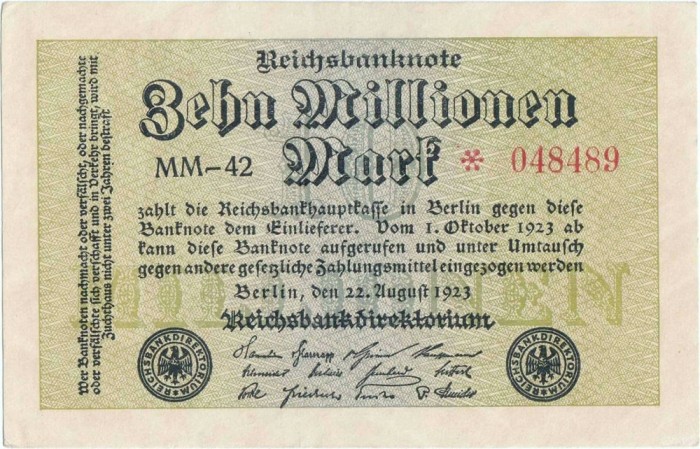 Reichsbanknote
Zehn Millionen
Mark
MM-42
* 048489
zahlt die Reichsbankhauptkasse in Berlin gegen diese
Banknote dem Einlieferer. Vom 1. Oktober 1923 ab
kann diese Banknote aufgerufen und unter Umtausch
gegen andere gesetzliche Zahlungsmittel eingezogen werden
Berlin, den 22. August 1923
Reichsbankdirektorium
REICHSBANKDIREKTORIUM
REICHSBANKDIREKTORIUM
Wer Banknoten nachmacht oder verfälscht, oder nachgemachte
oder verfälschte sich verschafft und in Verkehr bringt, wird mit
Zuchthaus nicht unter zwei Jahren bestraft